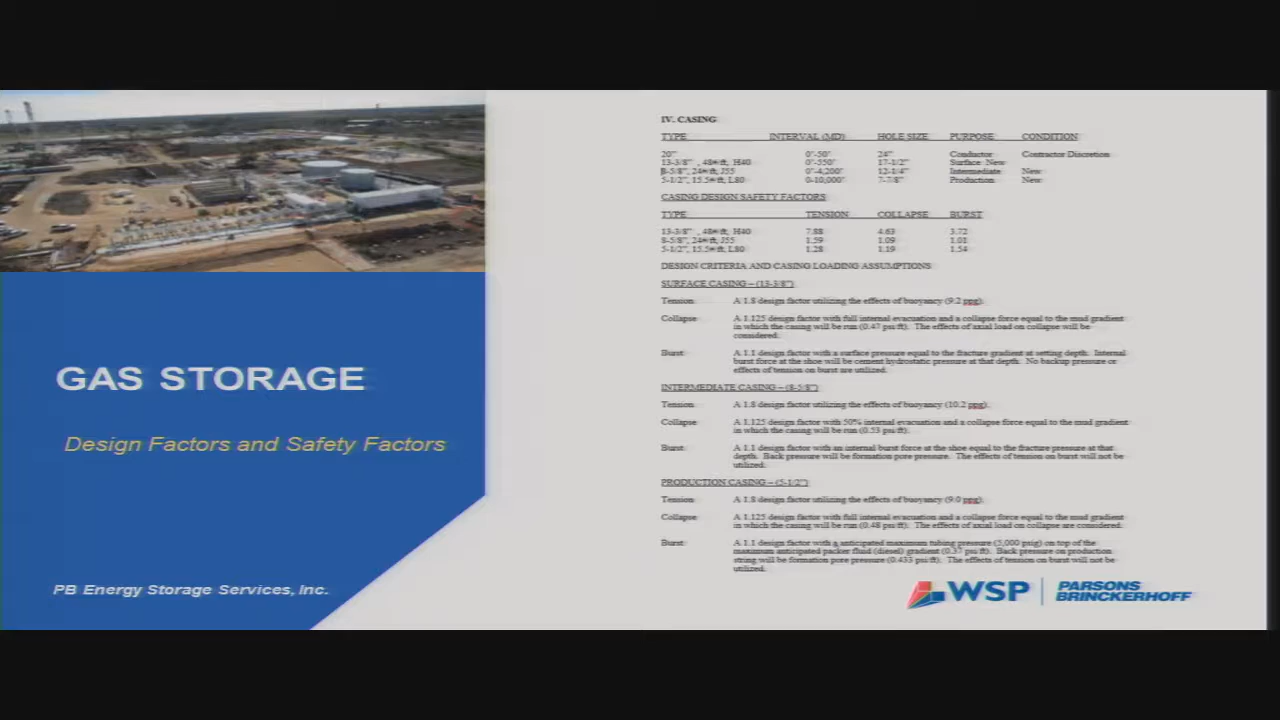 GAS STORAGE
Design Factors and Safety Factors
PB Energy Storage Services, Inc.
IV. CASING
TYPE INTERVAL (MD) HOLE SIZE PURPOSE CONDITION
20" 0'-50' 24" Conductor Contractor Discretion
13-3/8" , 48#/ft, H40 0'-550' 17-1/2" Surface New
8-5/8", 24#/ft, J55 0'-4,200' 12-1/4" Intermediate New
5-1/2", 15.5#/ft, L80 0-10,000' 7-7/8" Production New
CASING DESIGN SAFETY FACTORS
TYPE TENSION COLLAPSE BURST
13-3/8" , 48#/ft, H40 7.88 4.63 3.72
8-5/8", 24#/ft, J55 1.59 1.09 1.01
5-1/2", 15.5#/ft, L80 1.28 1.19 1.54
DESIGN CRITERIA AND CASING LOADING ASSUMPTIONS
SURFACE CASING – (13-3/8")
Tension: A 1.8 design factor utilizing the effects of buoyancy (9.2 ppg).
Collapse: A 1.125 design factor with full internal evacuation and a collapse force equal to the mud gradient
in which the casing will be run (0.47 psi/ft). The effects of axial load on collapse will be
considered.
Burst: A 1.1 design factor with a surface pressure equal to the fracture gradient at setting depth. Internal
burst force at the shoe will be cement hydrostatic pressure at that depth. No backup pressure or
effects of tension on burst are utilized.
INTERMEDIATE CASING – (8-5/8")
Tension: A 1.8 design factor utilizing the effects of buoyancy (10.2 ppg).
Collapse: A 1.125 design factor with 50% internal evacuation and a collapse force equal to the mud gradient
in which the casing will be run (0.53 psi/ft).
Burst: A 1.1 design factor with an internal burst force at the shoe equal to the fracture pressure at that
depth. Back pressure will be formation pore pressure. The effects of tension on burst will not be
utilized.
PRODUCTION CASING – (5-1/2")
Tension: A 1.8 design factor utilizing the effects of buoyancy (9.0 ppg).
Collapse: A 1.125 design factor with full internal evacuation and a collapse force equal to the mud gradient
in which the casing will be run (0.48 psi/ft). The effects of axial load on collapse are considered.
Burst: A 1.1 design factor with a anticipated maximum tubing pressure (5,000 psig) on top of the
maximum anticipated packer fluid (diesel) gradient (0.37 psi/ft). Back pressure on production
string will be formation pore pressure (0.433 psi/ft). The effects of tension on burst will not be
utilized.
WSP | PARSONS
BRINCKERHOFF